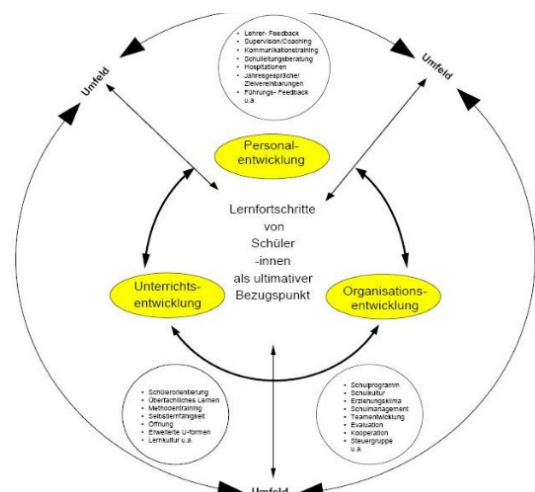 Umfeld
Umfeld
• Lehrer- Feedback
• Supervision/Coaching
• Kommunikationstraining
• Schulleitungsberatung
• Hospitationen
• Jahresgespräche/
Zielvereinbarungen
• Führungs- Feedback
u.a.
Personal-
entwicklung
Lernfortschritte
von
Schüler
-innen
als ultimativer
Bezugspunkt
Unterrichts-
entwicklung
Organisations-
entwicklung
• Schülerorientierung
• Überfachliches Lernen
• Methodentraining
• Selbstlernfähigkeit
• Öffnung
• Erweiterte U-formen
• Lernkultur u.a.
• Schulprogramm
• Schulkultur
• Erziehungsklima
• Schulmanagement
• Teamentwicklung
• Evaluation
• Kooperation
• Steuergruppe
u.a.
Umfeld